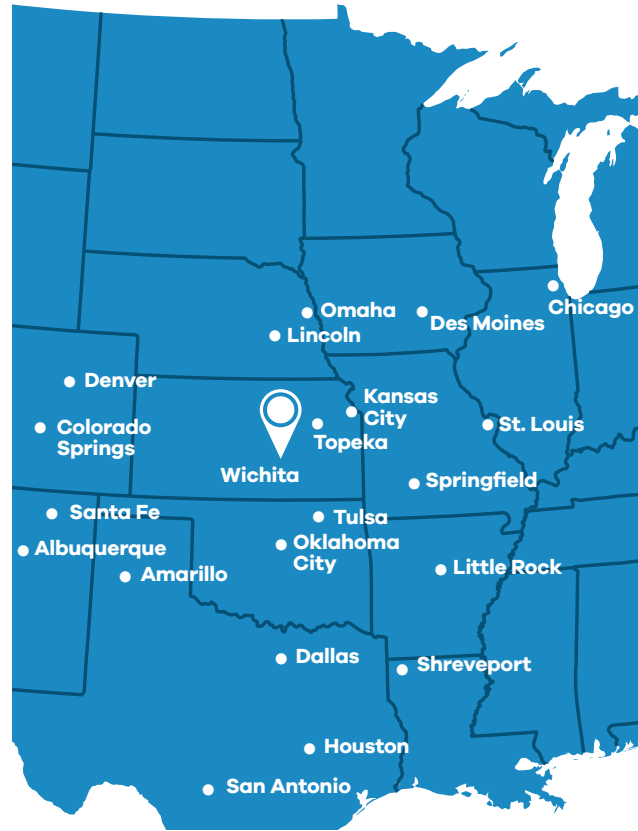 Chicago
Omaha
Des Moines
Lincoln
Denver
Kansas
City
Colorado
Springs
St. Louis
Topeka
Wichita
Springfield
Santa Fe
Tulsa
Albuquerque
Oklahoma
City
Amarillo
Little Rock
Dallas
Shreveport
Houston
San Antonio